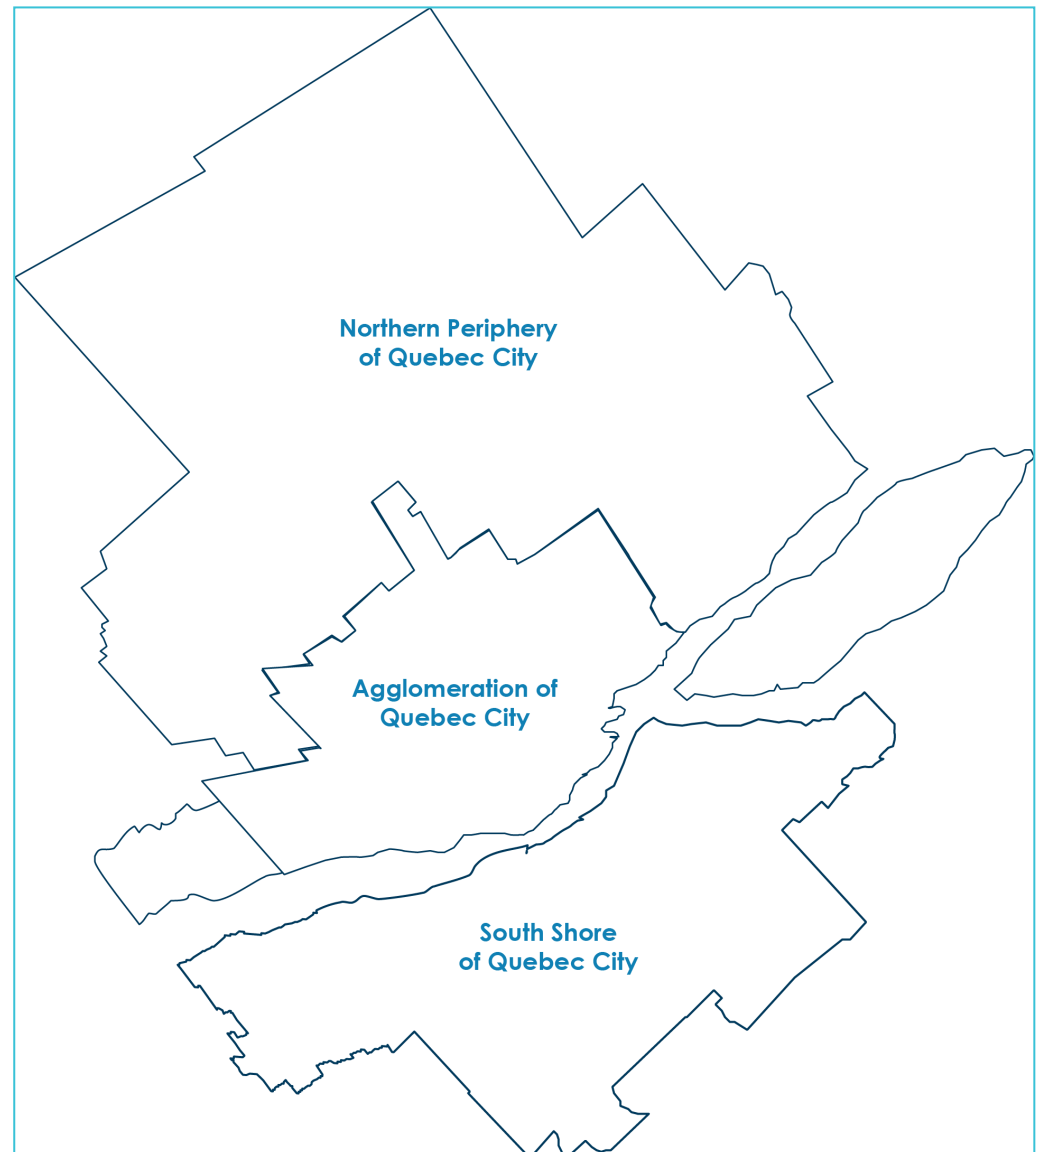 Northern Periphery
of Quebec City
Agglomeration of
Quebec City
South Shore
of Quebec City